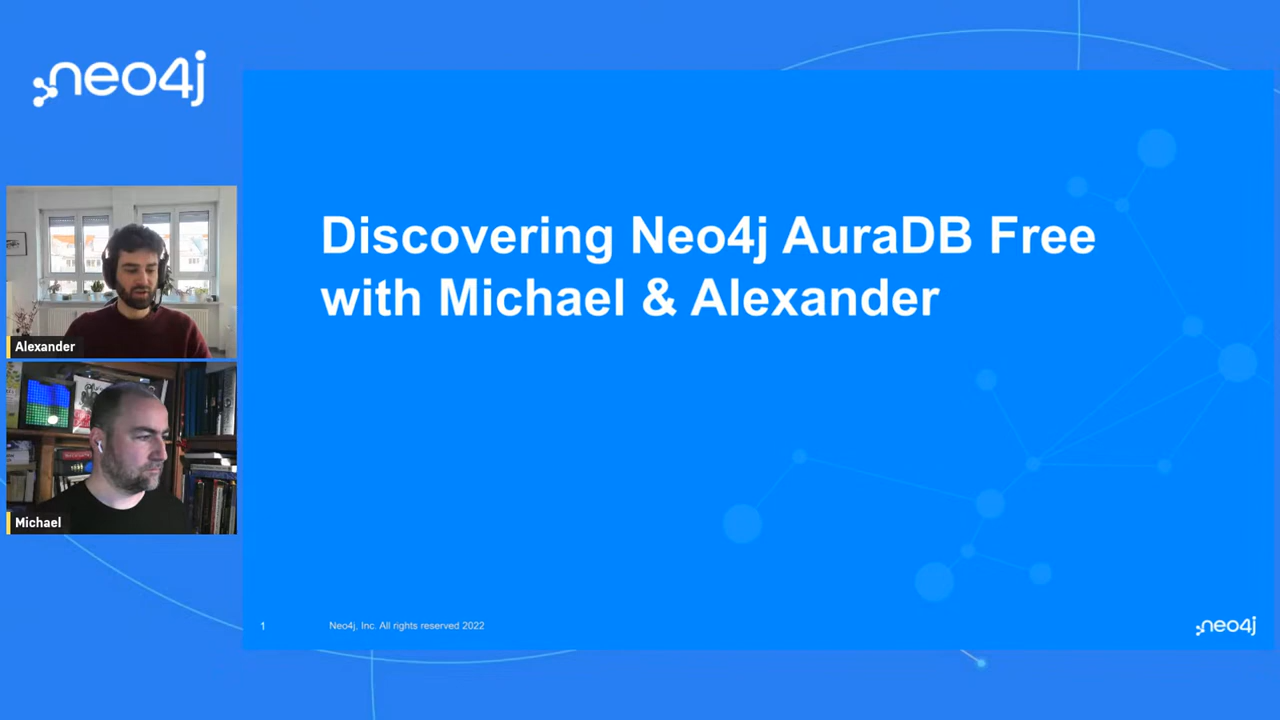 neo4j
Discovering Neo4j AuraDB Free
with Michael & Alexander
Alexander
Michael
1
Neo4j, Inc. All rights reserved 2022
neo4j